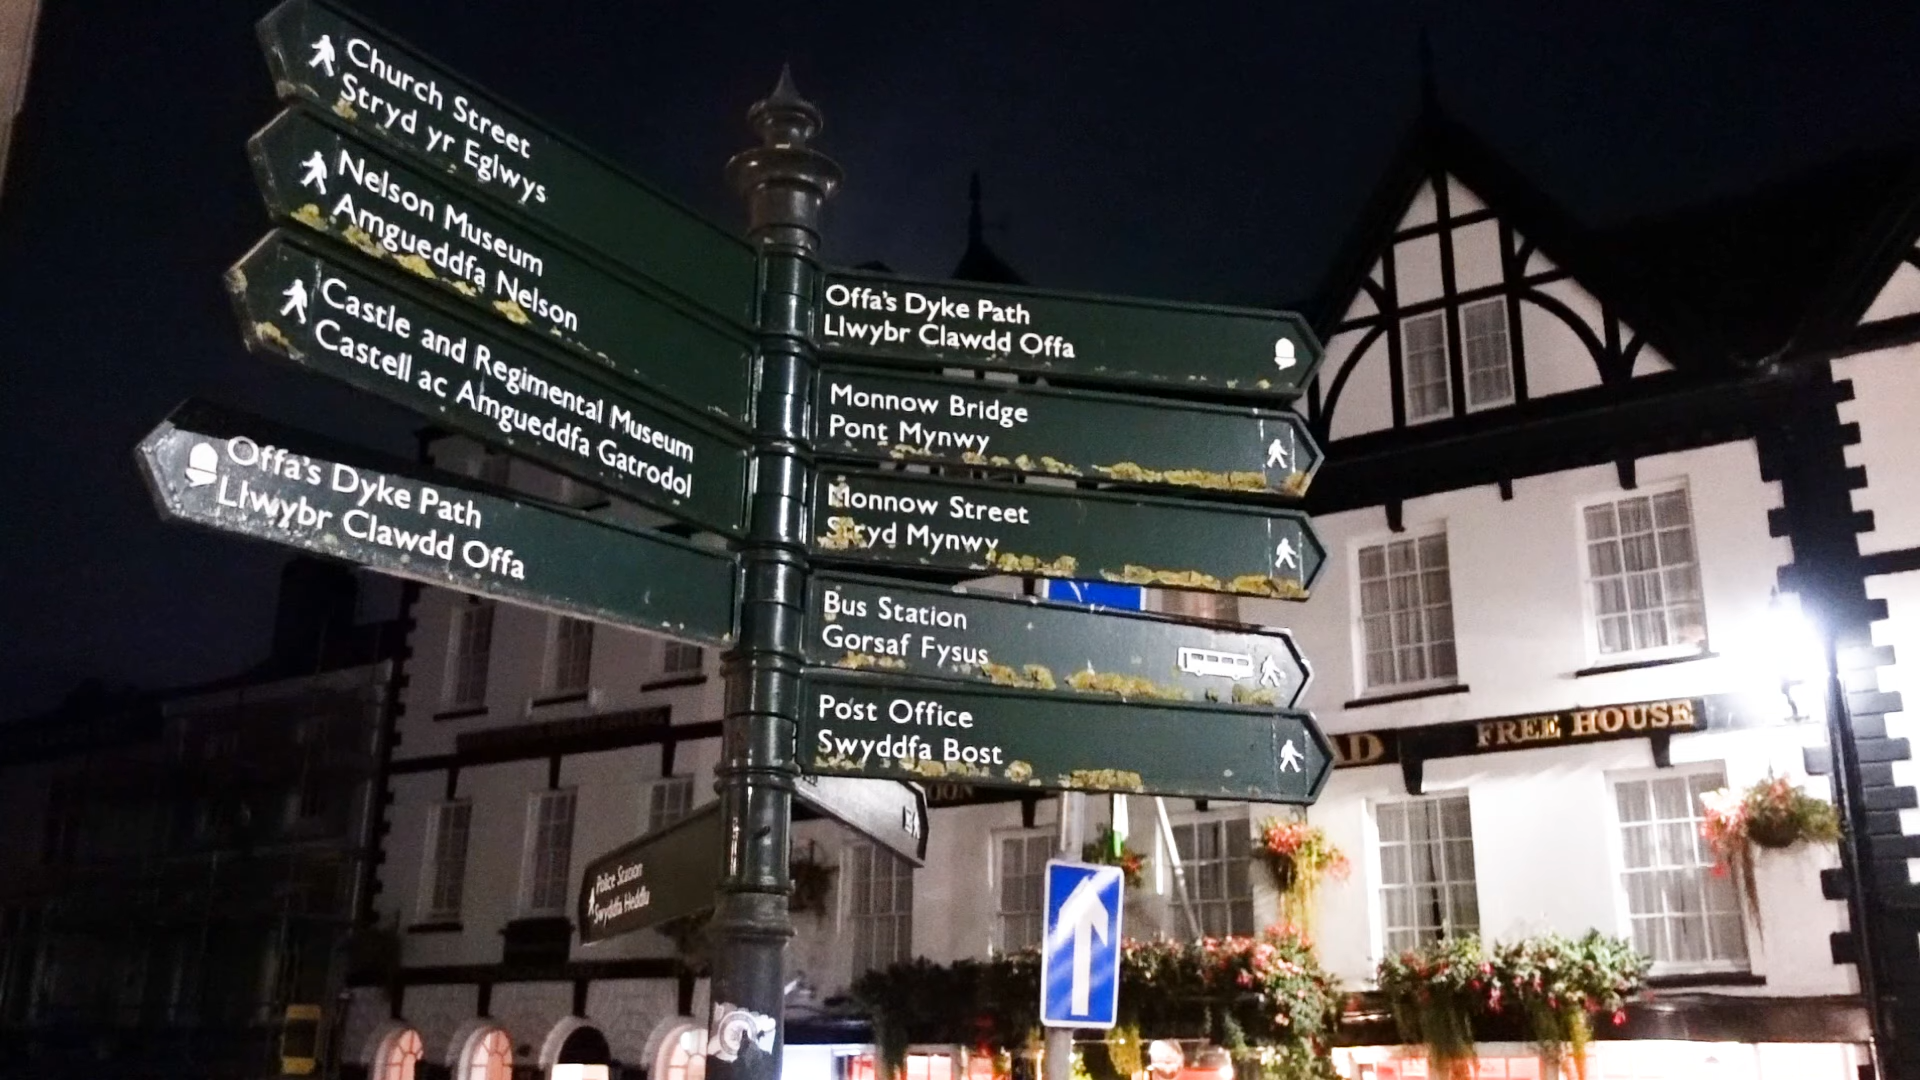 Church Street
Stryd yr Eglwys
Nelson Museum
Amgueddfa Nelson
Castle and Regimental Museum
Castell ac Amgueddfa Gatrodol
Offa's Dyke Path
Llwybr Clawdd Offa
Offa's Dyke Path
Llwybr Clawdd Offa
Monnow Bridge
Pont Mynwy
Monnow Street
Stryd Mynwy
Bus Station
Gorsaf Fysus
Post Office
Swyddfa Bost
Police Station
Swyddfa Heddlu
FREE HOUSE